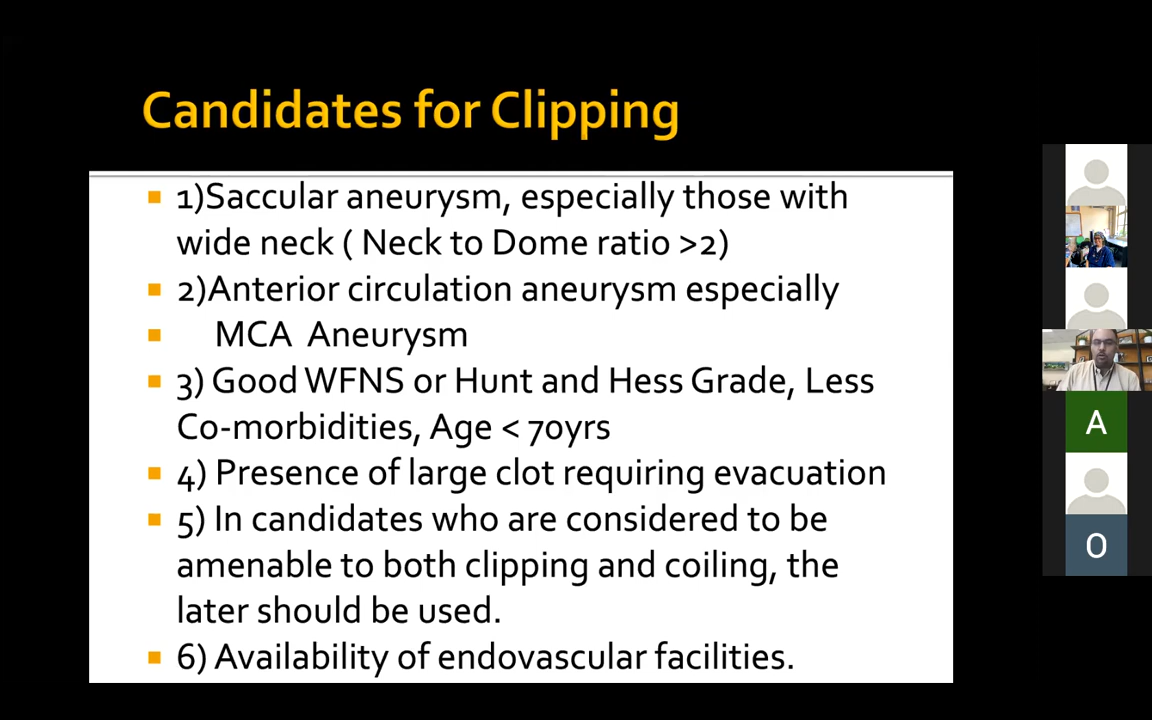 Candidates for Clipping
1)Saccular aneurysm, especially those with
wide neck ( Neck to Dome ratio >2)
2)Anterior circulation aneurysm especially
MCA Aneurysm
3) Good WFNS or Hunt and Hess Grade, Less
Co-morbidities, Age < 70yrs
4) Presence of large clot requiring evacuation
5) In candidates who are considered to be
amenable to both clipping and coiling, the
later should be used.
6) Availability of endovascular facilities.
A
O